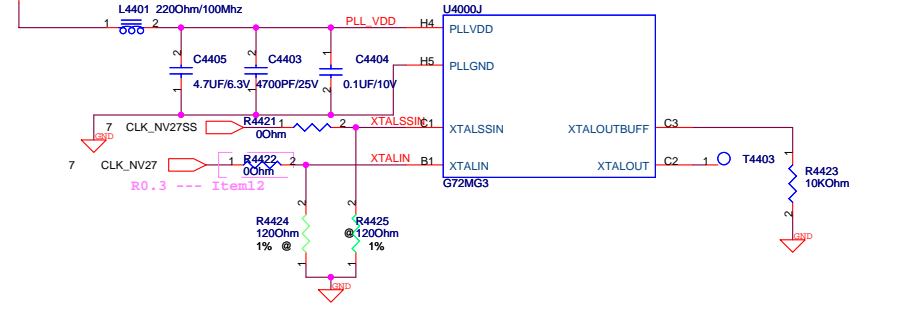 L4401 220Ohm/100Mhz
U4000J
1 2 PLL_VDD H4 PLLVDD
2 2 1
C4405 C4403 C4404
H5 PLLGND
4.7UF/6.3V 4700PF/25V 0.1UF/10V
1 1 2
GND
7 CLK_NV27SS R4421 1 2 XTALSSIN C1 XTALSSIN XTALOUTBUFF C3
0Ohm
7 CLK_NV27 1 R4422 2 XTALIN B1 XTALIN XTALOUT C2 1 T4403
0Ohm
1
R0.3 --- Item12
G72MG3
R4423
10KOhm
2 2
R4424 R4425
120Ohm @ 120Ohm
1% @ 1%
2
GND
1 1
GND